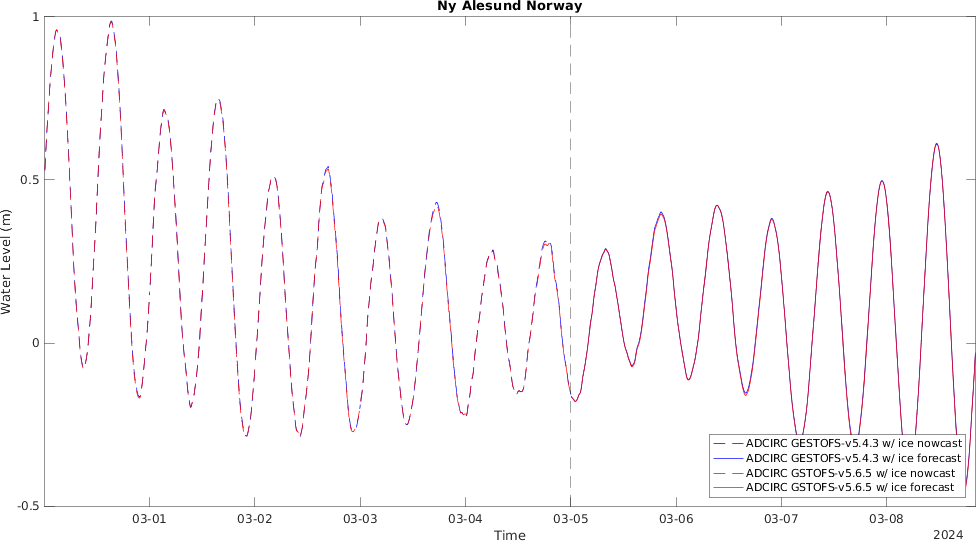 Ny Alesund Norway
1
0.5
0
-0.5
Water Level (m)
03-01 03-02 03-03 03-04 03-05 03-06 03-07 03-08
Time
2024
ADCIRC GESTOFS-v5.4.3 w/ ice nowcast
ADCIRC GESTOFS-v5.4.3 w/ ice forecast
ADCIRC GSTOFS-v5.6.5 w/ ice nowcast
ADCIRC GSTOFS-v5.6.5 w/ ice forecast